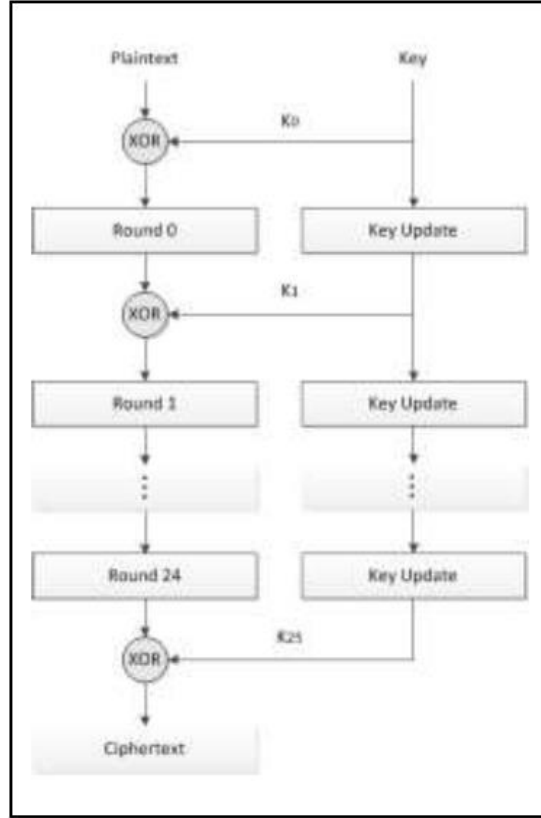 Plaintext Key
K0
XOR
Round 0 Key Update
K1
XOR
Round 1 Key Update
Round 24 Key Update
K25
XOR
Ciphertext